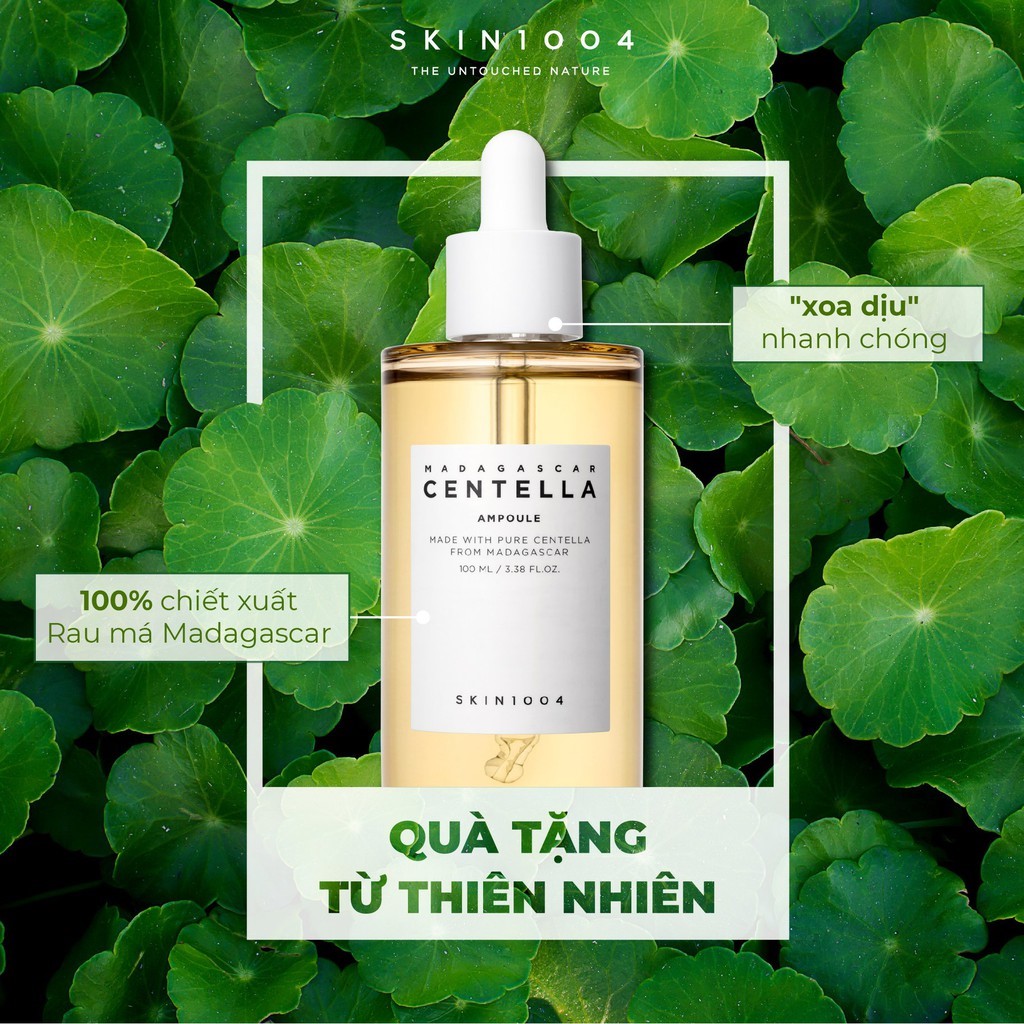 SKIN1004
THE UNTOUCHED NATURE
"xoa dịu"
nhanh chóng
MADAGASCAR
CENTELLA
AMPOULE
MADE WITH PURE CENTELLA
FROM MADAGASCAR
100 ML / 3.38 FL.OZ.
100% chiết xuất
Rau má Madagascar
SKIN1004
QUÀ TẶNG
TỪ THIÊN NHIÊN